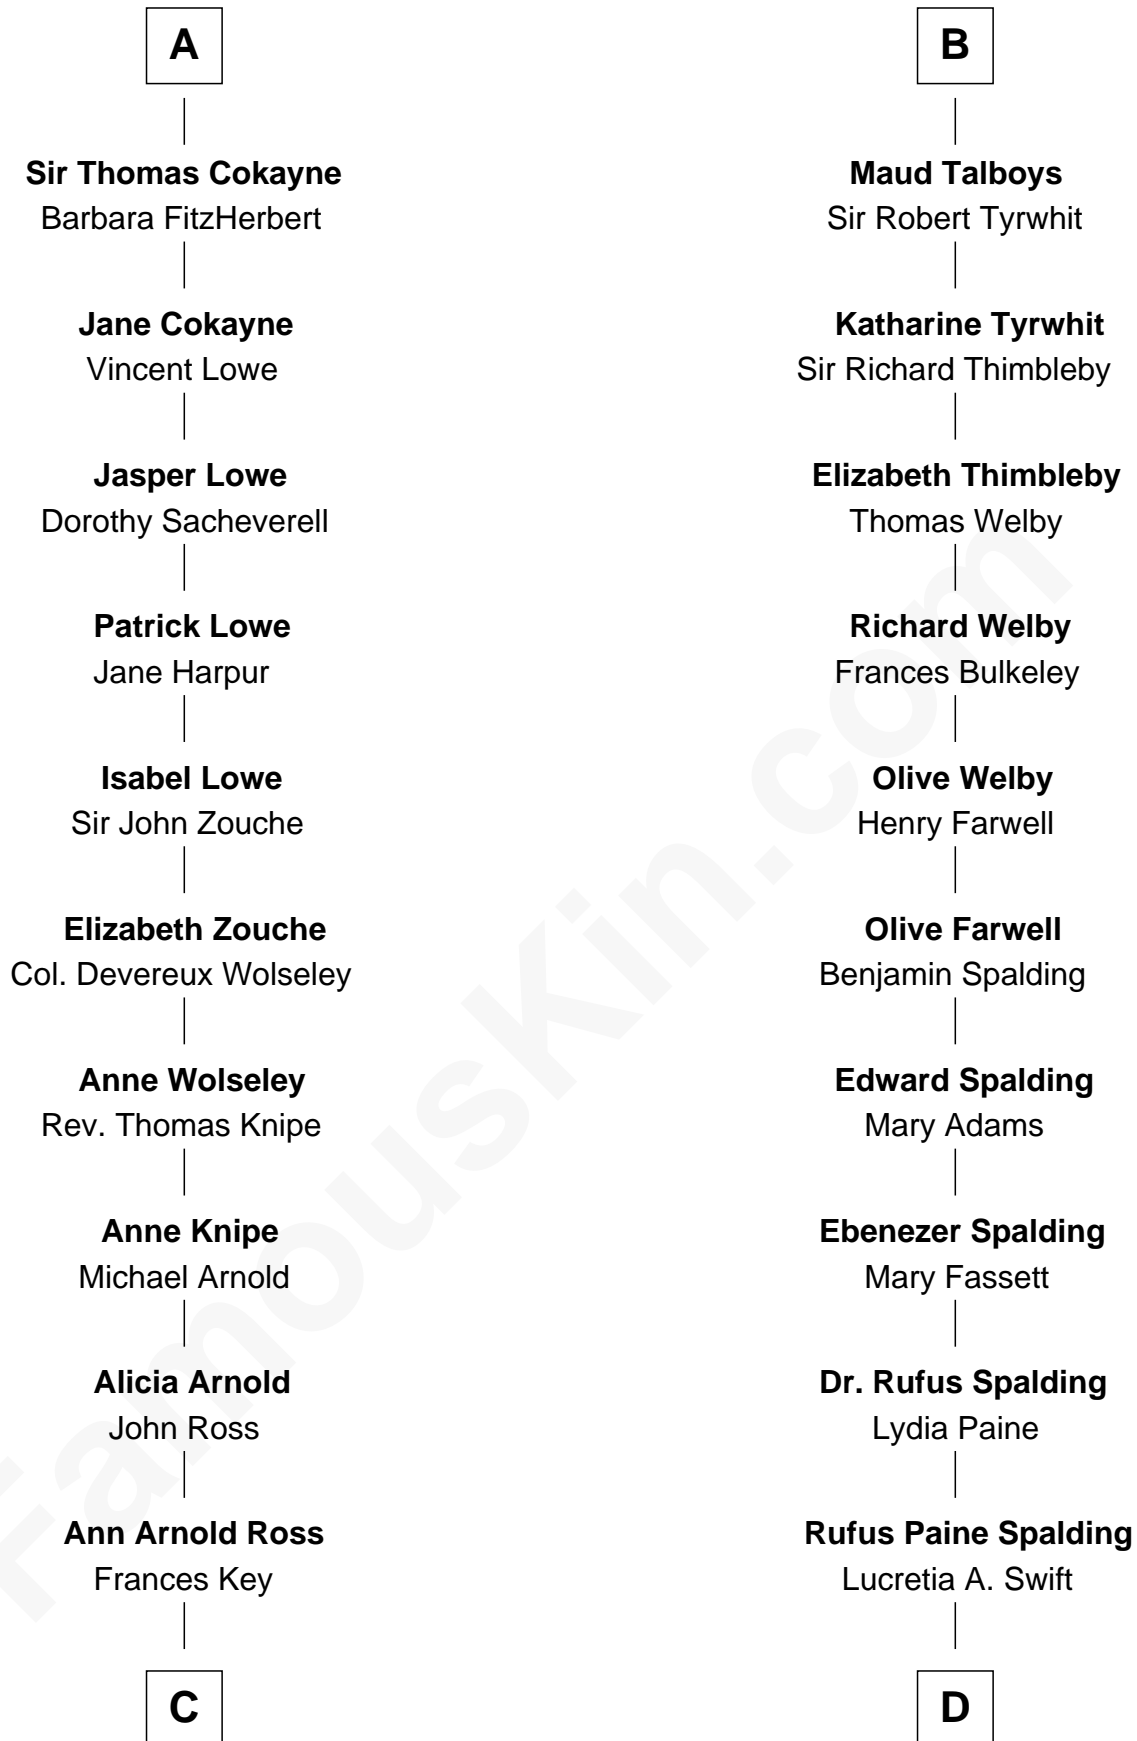 A
Sir Thomas Cokayne
Barbara FitzHerbert
Jane Cokayne
Vincent Lowe
Jasper Lowe
Dorothy Sacheverell
Patrick Lowe
Jane Harpur
Isabel Lowe
Sir John Zouche
Elizabeth Zouche
Col. Devereux Wolseley
Anne Wolseley
Rev. Thomas Knipe
Anne Knipe
Michael Arnold
Alicia Arnold
John Ross
Ann Arnold Ross
Frances Key
C
B
Maud Talboys
Sir Robert Tyrwhit
Katharine Tyrwhit
Sir Richard Thimbleby
Elizabeth Thimbleby
Thomas Welby
Richard Welby
Frances Bulkeley
Olive Welby
Henry Farwell
Olive Farwell
Benjamin Spalding
Edward Spalding
Mary Adams
Ebenezer Spalding
Mary Fassett
Dr. Rufus Spalding
Lydia Paine
Rufus Paine Spalding
Lucretia A. Swift
D
FamousKin.com